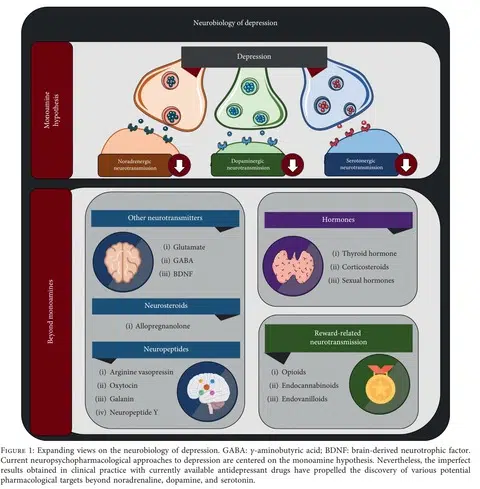 Neurobiology of depression
Monoamine
hypothesis
Depression
Noradrenergic
neurotransmission
Dopaminergic
neurotransmission
Serotonergic
neurotransmission
Beyond monoamines
Other neurotransmitters
(i) Glutamate
(ii) GABA
(iii) BDNF
Neurosteroids
(i) Allopregnanolone
Neuropeptides
(i) Arginine vasopressin
(ii) Oxytocin
(iii) Galanin
(iv) Neuropeptide Y
Hormones
(i) Thyroid hormone
(ii) Corticosteroids
(iii) Sexual hormones
Reward-related
neurotransmission
(i) Opioids
(ii) Endocannabinoids
(iii) Endovanilloids
Figure 1: Expanding views on the neurobiology of depression. GABA: γ-aminobutyric acid; BDNF: brain-derived neurotrophic factor.
Current neuropsychopharmacological approaches to depression are centered on the monoamine hypothesis. Nevertheless, the imperfect
results obtained in clinical practice with currently available antidepressant drugs have propelled the discovery of various potential
pharmacological targets beyond noradrenaline, dopamine, and serotonin.